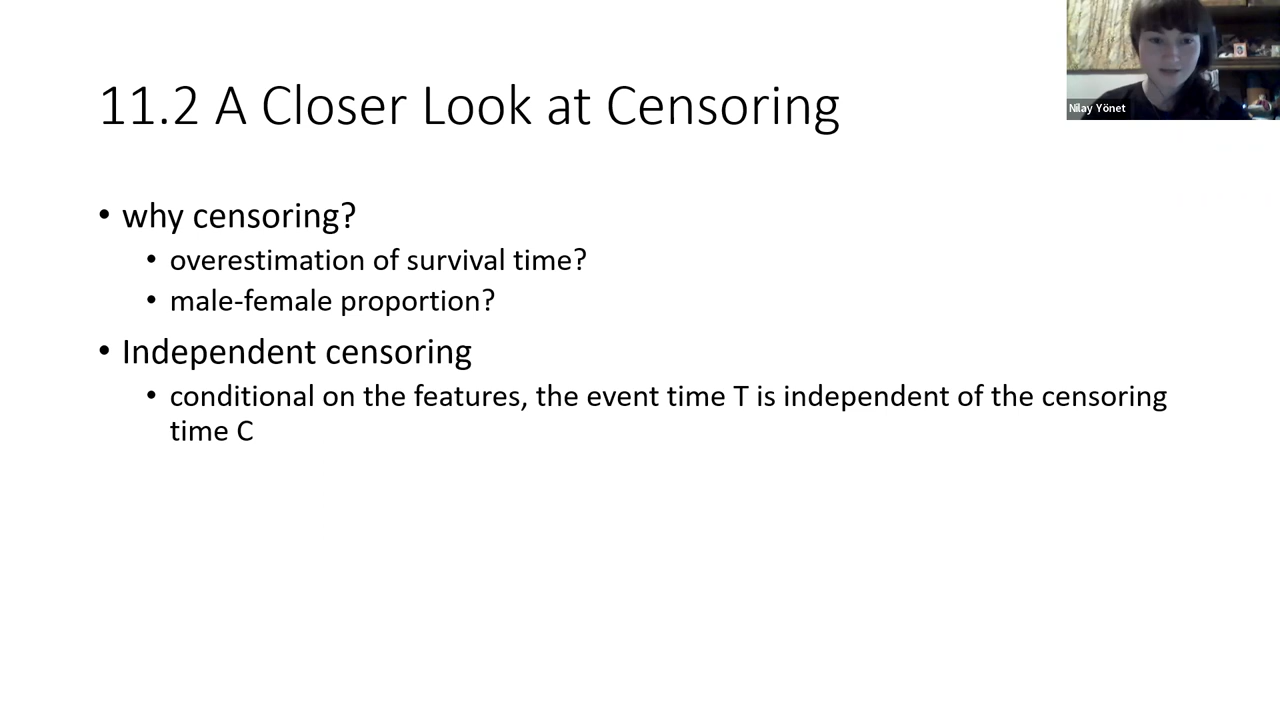 11.2 A Closer Look at Censoring
Nilay Yönet
• why censoring?
• overestimation of survival time?
• male-female proportion?
• Independent censoring
• conditional on the features, the event time T is independent of the censoring
time C